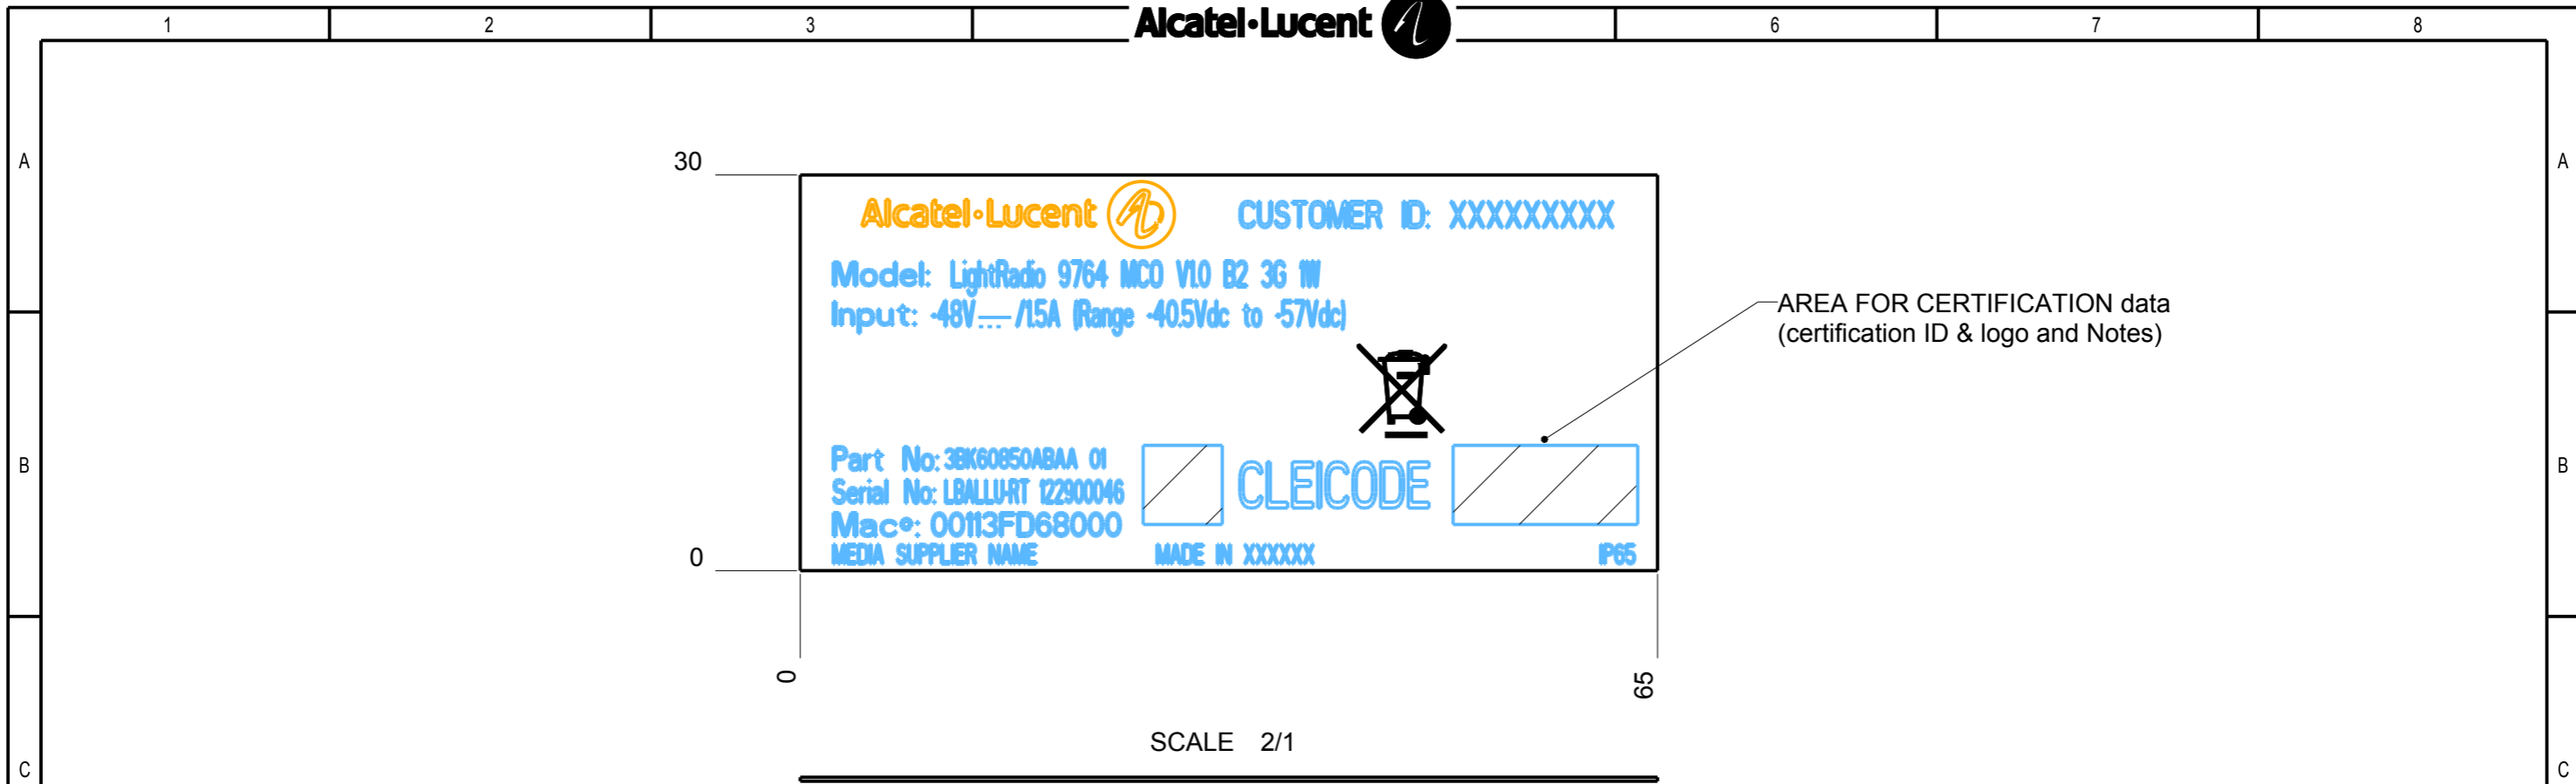 1 2 3 Alcatel·Lucent 6 7 8
A A
30
Alcatel·Lucent CUSTOMER ID: XXXXXXXXX
Model: LightRadio 9764 MCO V1.0 B2 3G 1W
Input: -48V /1.5A (Range -40.5Vdc to -57Vdc)
AREA FOR CERTIFICATION data
(certification ID & logo and Notes)
B B
Part No: 3BK60850ABAA 01
Serial No: LBALLU-RT 122900046
CLEICODE
Mac@: 00113FD68000
0
MEDIA SUPPLIER NAME MADE IN XXXXXX IP65
0 65
SCALE 2/1
C C